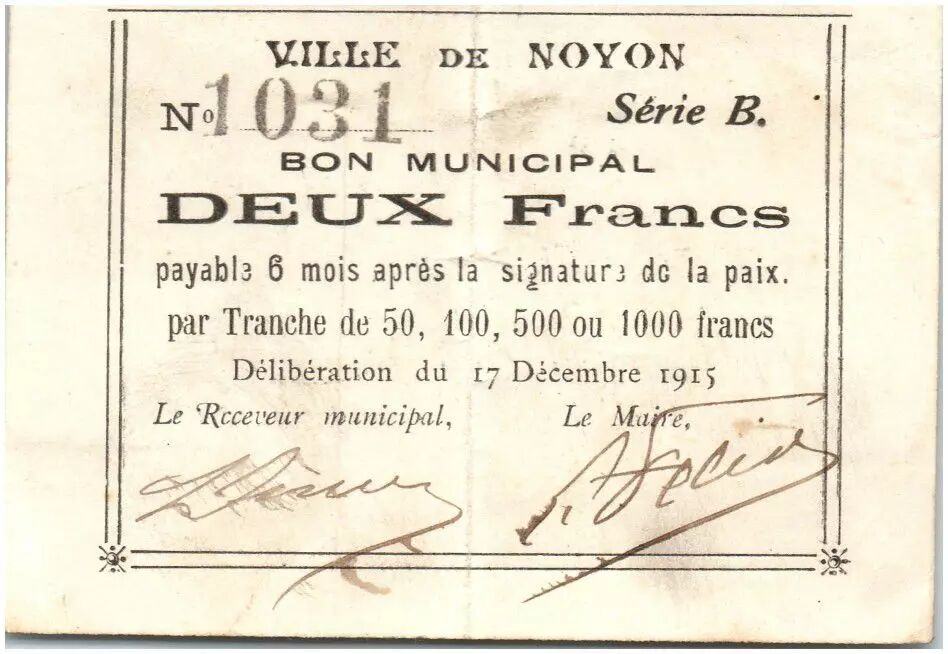 VILLE DE NOYON
No 1031 Série B.
BON MUNICIPAL
DEUX Francs
payable 6 mois après la signature de la paix.
par Tranche de 50, 100, 500 ou 1000 francs
Délibération du 17 Décembre 1915
Le Receveur municipal, Le Maire,